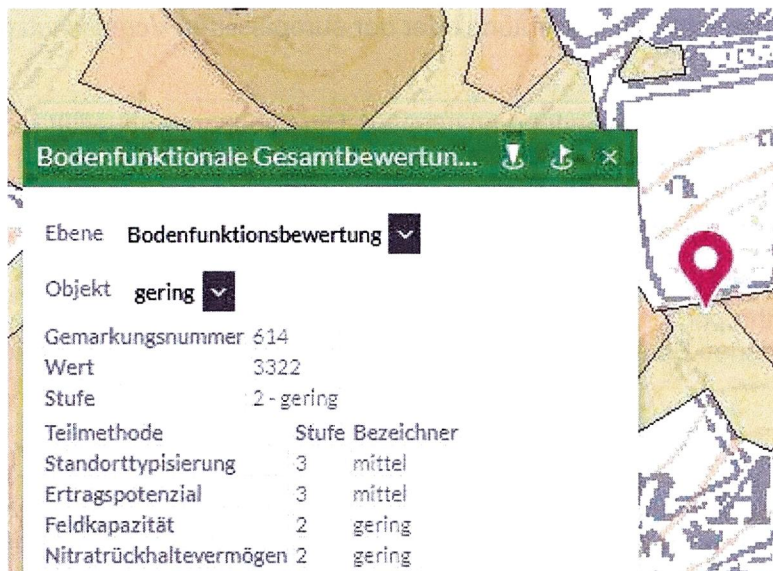 Bodenfunktionale Gesamtbewertun...
Ebene Bodenfunktionsbewertung
Objekt gering
Gemarkungsnummer 614
Wert 3322
Stufe 2 - gering
Teilmethode Stufe Bezeichner
Standorttypisierung 3 mittel
Ertragspotenzial 3 mittel
Feldkapazität 2 gering
Nitratrückhaltevermögen 2 gering